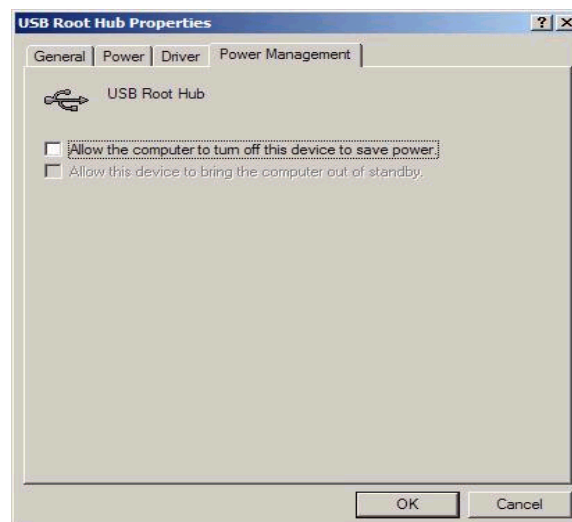 USB Root Hub Properties
? X
General Power Driver Power Management
USB Root Hub
Allow the computer to turn off this device to save power.
Allow this device to bring the computer out of standby.
OK Cancel